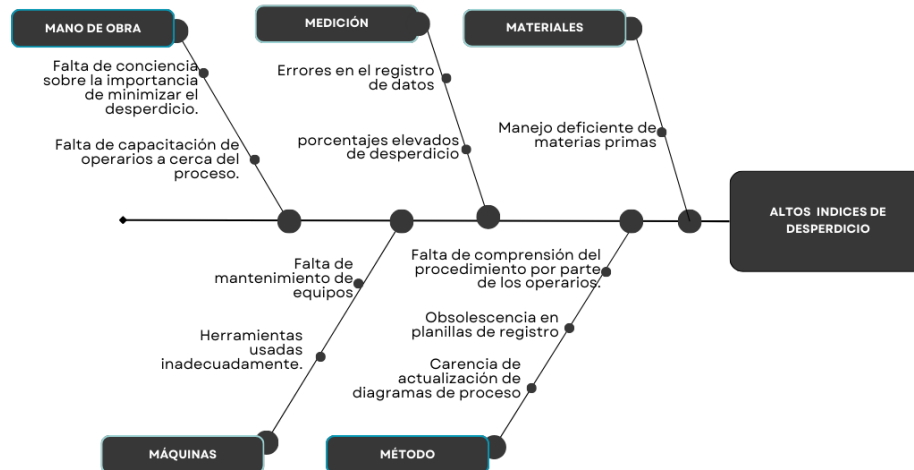 MANO DE OBRA
MEDICIÓN
MATERIALES
Falta de conciencia
sobre la importancia
de minimizar el
desperdicio.
Falta de capacitación de
operarios a cerca del
proceso.
Errores en el registro
de datos
porcentajes elevados
de desperdicio
Manejo deficiente de
materias primas
ALTOS INDICES DE
DESPERDICIO
Falta de
mantenimiento de
equipos
Herramientas
usadas
inadecuadamente.
Falta de comprensión del
procedimiento por parte
de los operarios.
Obsolescencia en
planillas de registro
Carencia de
actualización de
diagramas de proceso
MÁQUINAS
MÉTODO